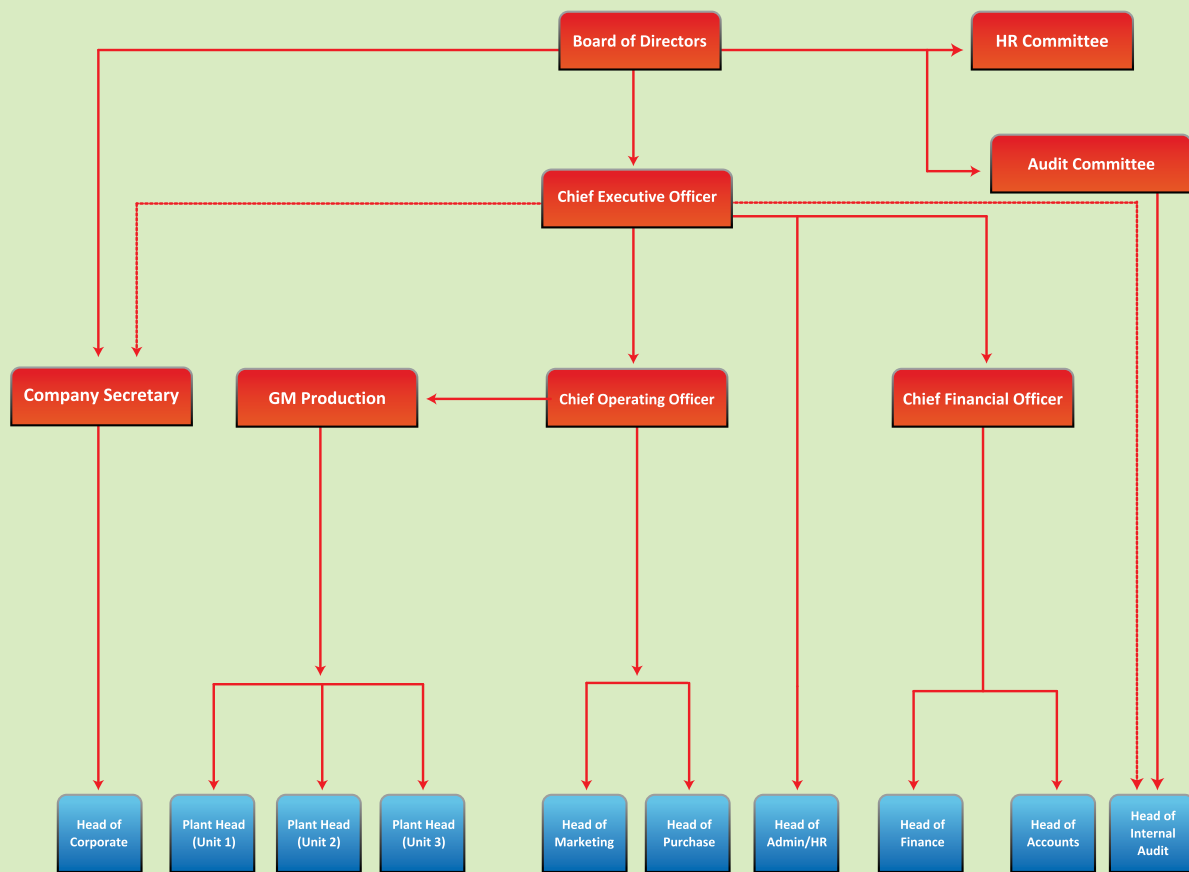 Board of Directors
HR Committee
Audit Committee
Chief Executive Officer
Company Secretary
GM Production
Chief Operating Officer
Chief Financial Officer
Head of
Corporate
Plant Head
(Unit 1)
Plant Head
(Unit 2)
Plant Head
(Unit 3)
Head of
Marketing
Head of
Purchase
Head of
Admin/HR
Head of
Finance
Head of
Accounts
Head of
Internal
Audit